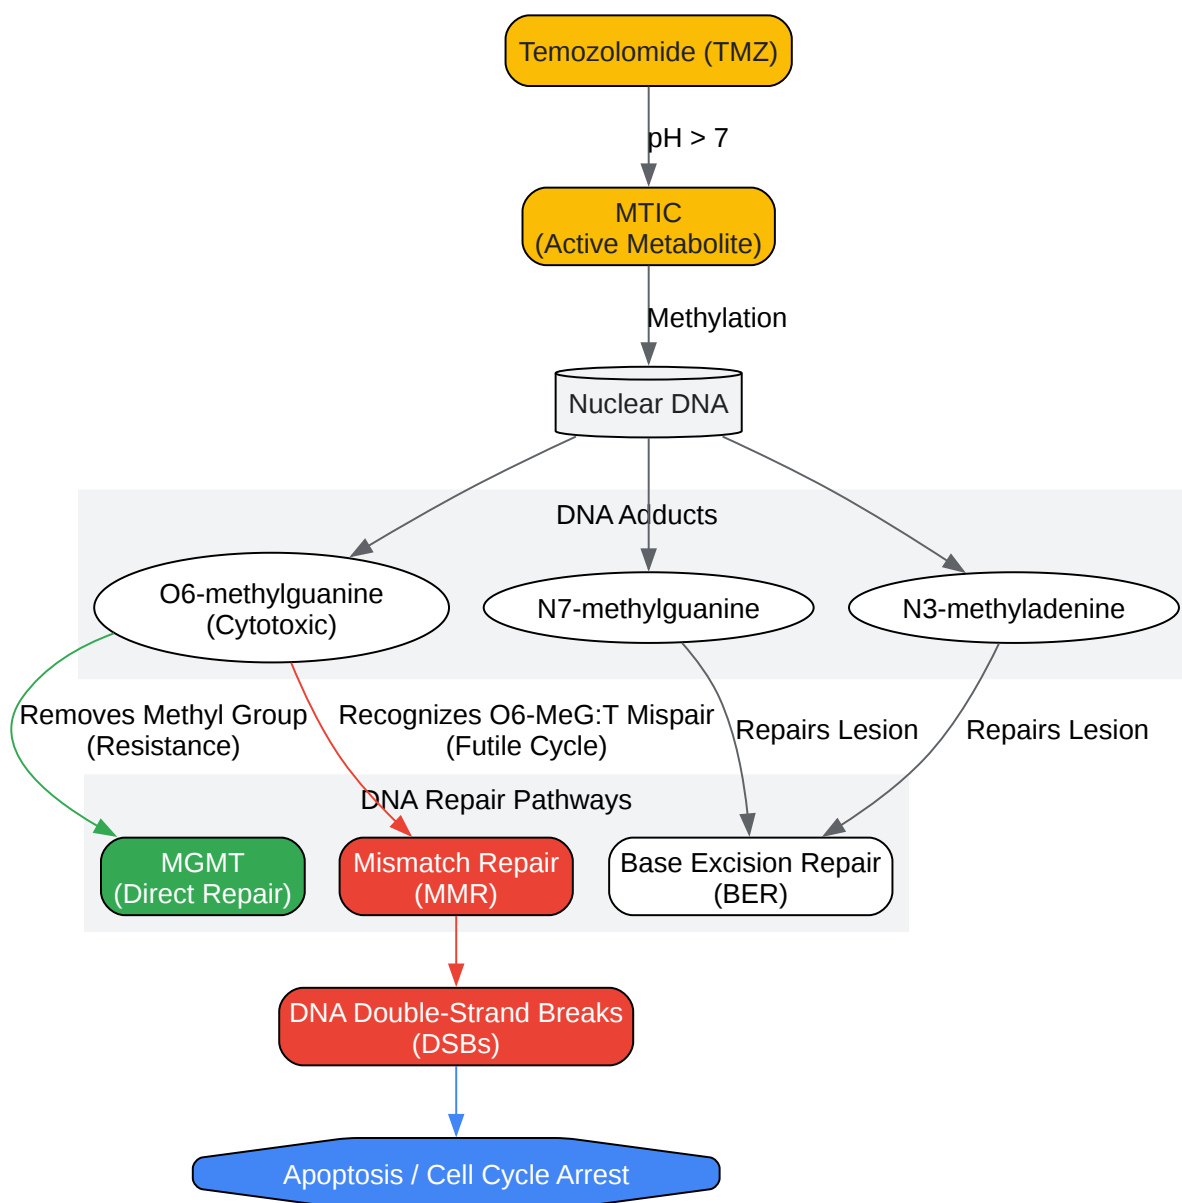 Temozolomide (TMZ)
pH > 7
MTIC
(Active Metabolite)
Methylation
Nuclear DNA
DNA Adducts
O6-methylguanine
(Cytotoxic)
N7-methylguanine
N3-methyladenine
Removes Methyl Group
(Resistance)
Recognizes O6-MeG:T Mispair
(Futile Cycle)
Repairs Lesion
Repairs Lesion
DNA Repair Pathways
MGMT
(Direct Repair)
Mismatch Repair
(MMR)
Base Excision Repair
(BER)
DNA Double-Strand Breaks
(DSBs)
Apoptosis / Cell Cycle Arrest